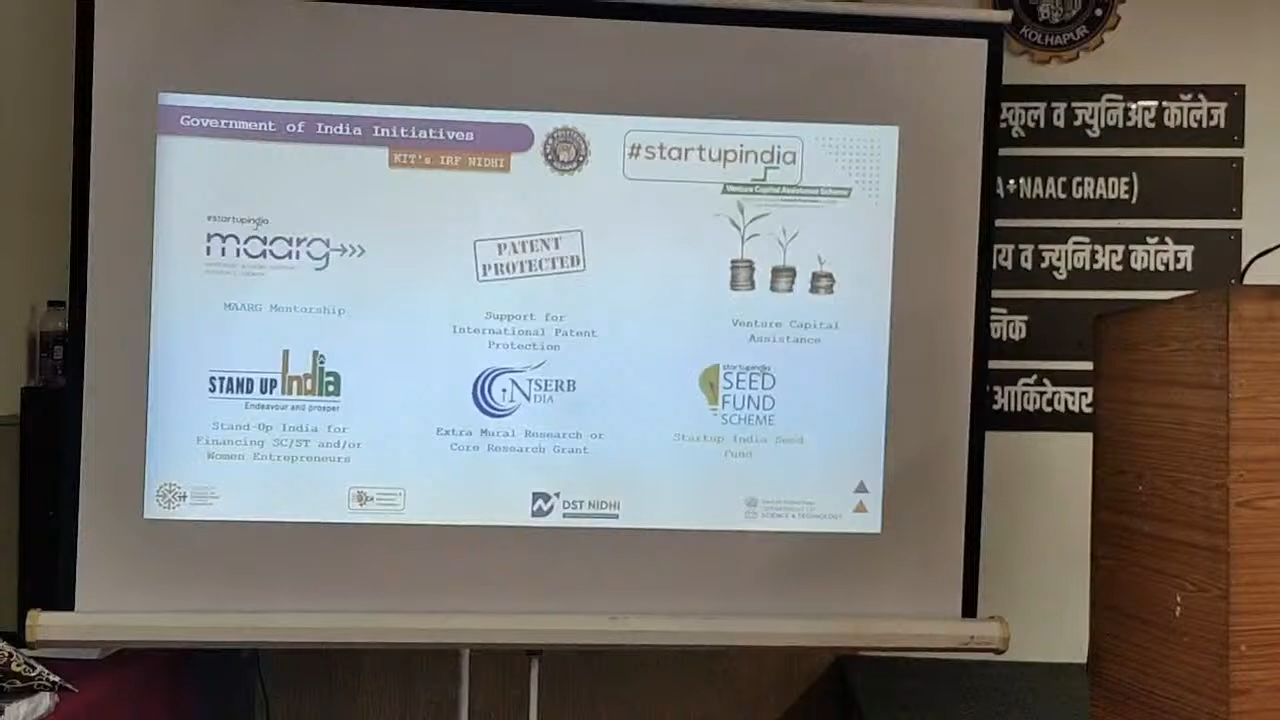 Government of India Initiatives
KIT's IRF NIDHI
#startupindia
Venture Capital Assistance Scheme
#startupindia
maarg
MAARG Mentorship
PATENT
PROTECTED
Support for
International Patent
Protection
Venture Capital
Assistance
STAND UP India
Endeavour and prosper
Stand-Up India for
Financing SC/ST and/or
Women Entrepreneurs
SERB
INDIA
Extra Mural Research or
Core Research Grant
startupindia
SEED
FUND
SCHEME
Startup India Seed
Fund
DST NIDHI
SCIENCE & TECHNOLOGY
KOLHAPUR
स्कूल व ज्युनिअर कॉलेज
A+NAAC GRADE)
य व ज्युनिअर कॉलेज
निक
आर्किटेक्चर